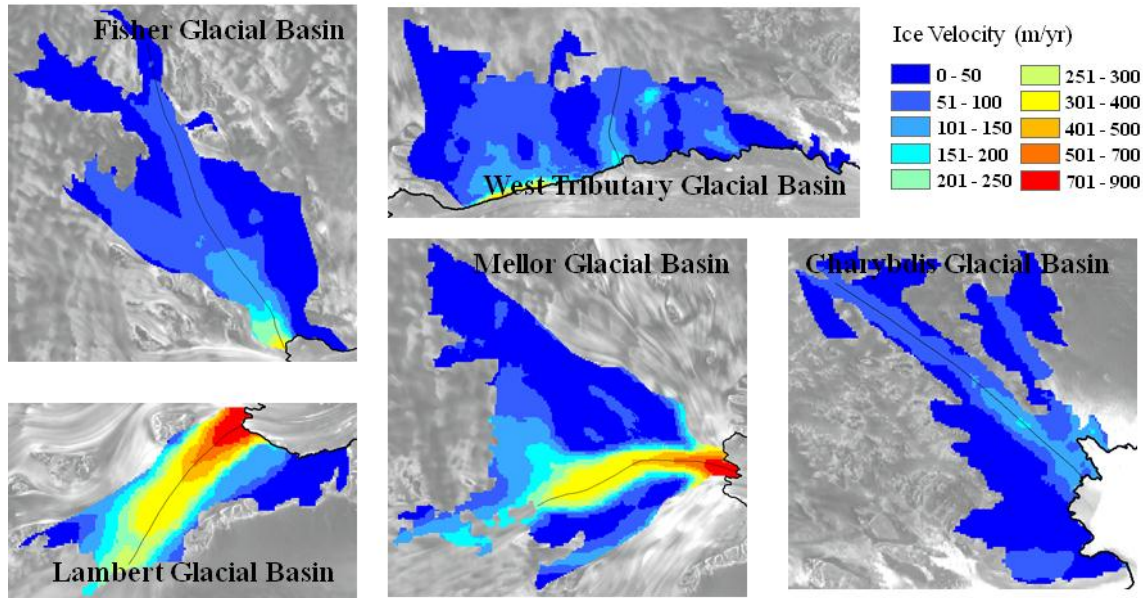 Fisher Glacial Basin
West Tributary Glacial Basin
Ice Velocity (m/yr)
0 - 50
51 - 100
101 - 150
151 - 200
201 - 250
251 - 300
301 - 400
401 - 500
501 - 700
701 - 900
Lambert Glacial Basin
Mellor Glacial Basin
Charybdis Glacial Basin